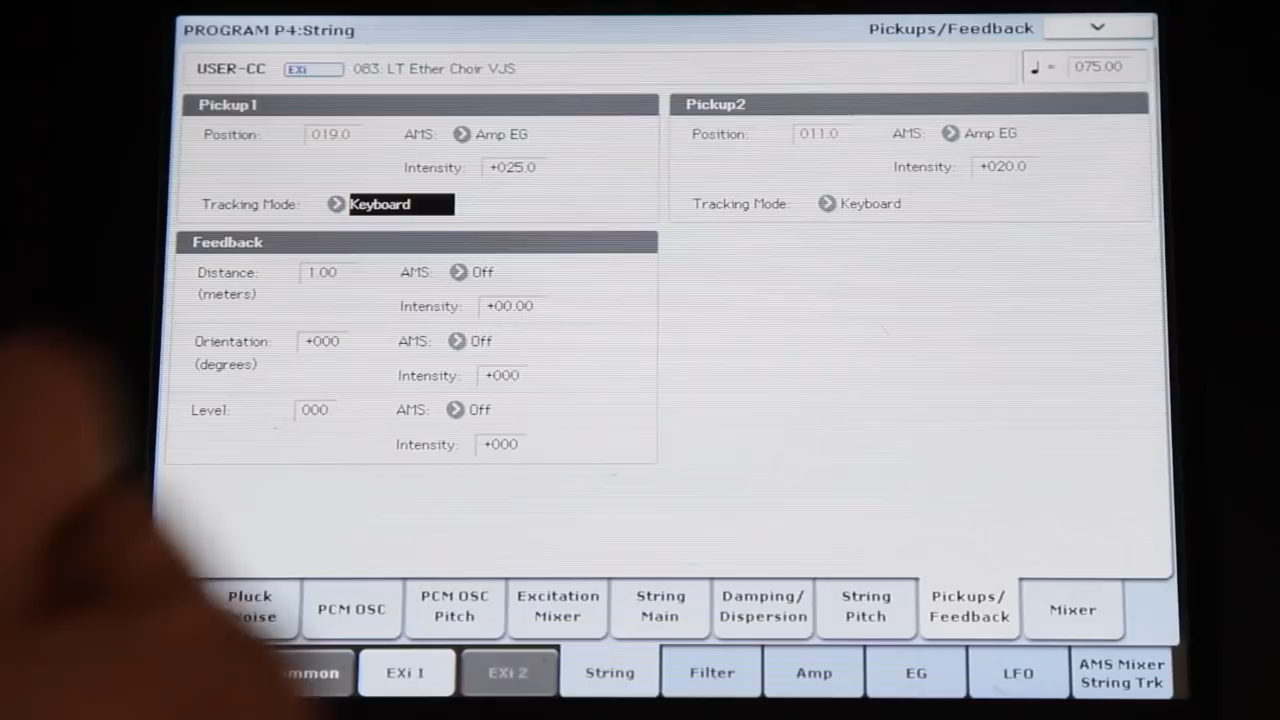 PROGRAM P4:String Pickups/Feedback
USER-CC EXi 083: LT Ether Choir VJS ♩ = 075.00
Pickup1 Pickup2
Position: 019.0 AMS: Amp EG Position: 011.0 AMS: Amp EG
Intensity: +025.0 Intensity: +020.0
Tracking Mode: Keyboard Tracking Mode: Keyboard
Feedback
Distance: 1.00 AMS: Off
(meters)
Intensity: +00.00
Orientation: +000 AMS: Off
(degrees)
Intensity: +000
Level: 000 AMS: Off
Intensity: +000
Pluck PCM OSC Excitation String Damping/ String Pickups/
PCM OSC Mixer
Pitch Mixer Main Dispersion Pitch Feedback
EXi 1 EXi 2 String Filter Amp EG LFO AMS Mixer
String Trk